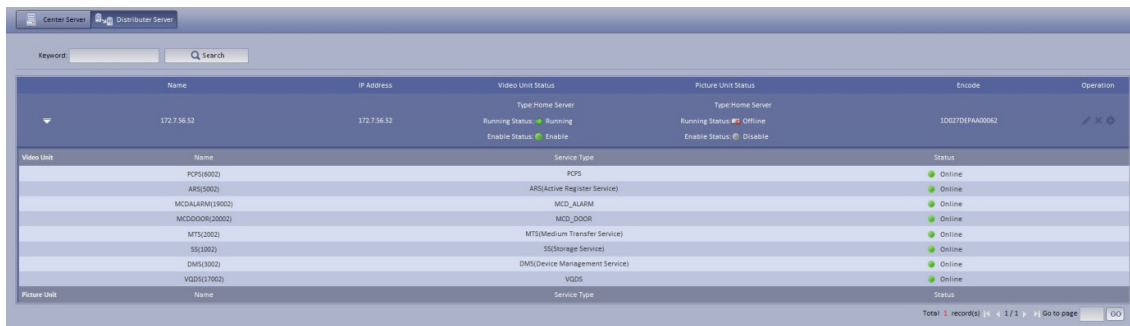 Center Server Distributer Server
Keyword: Search
Name IP Address Video Unit Status Picture Unit Status Encode Operation
Type:Home Server Type:Home Server
172.7.56.52 172.7.56.52 Running Status: Running Running Status: Offline 1D027DEPAA00062
Enable Status: Enable Enable Status: Disable
Video Unit Name Service Type Status
PCPS(6002) PCPS Online
ARS(5002) ARS(Active Register Service) Online
MCDALARM(19002) MCD_ALARM Online
MCDDOOR(20002) MCD_DOOR Online
MTS(2002) MTS(Medium Transfer Service) Online
SS(1002) SS(Storage Service) Online
DMS(3002) DMS(Device Management Service) Online
VQDS(17002) VQDS Online
Picture Unit Name Service Type Status
Total 1 record(s) 1/1 Go to page GO